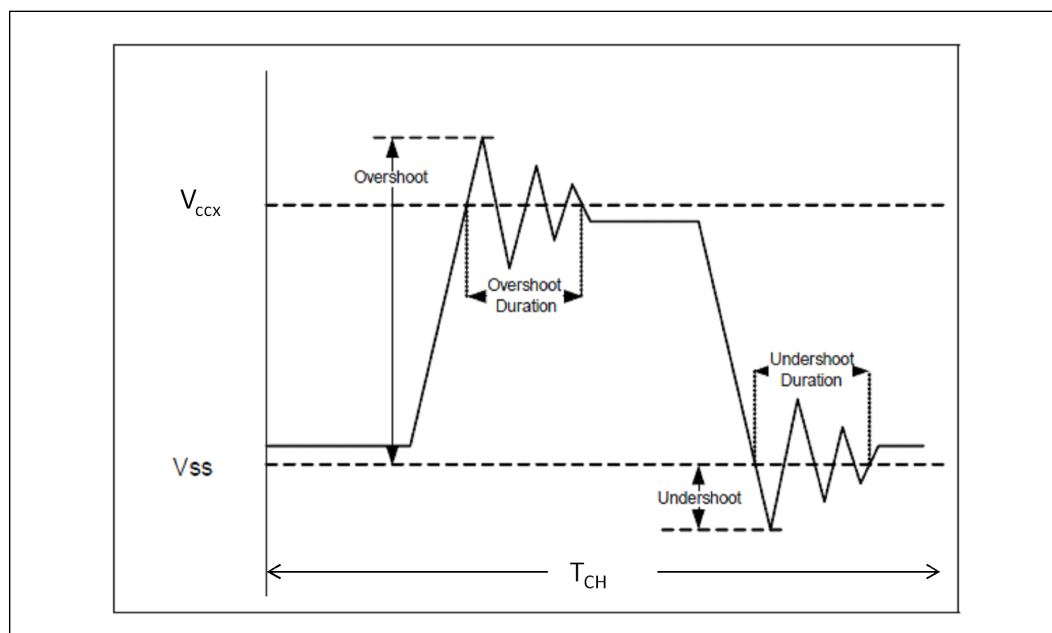 Overshoot
Vccx
Overshoot
Duration
Undershoot
Duration
Vss
Undershoot
TCH